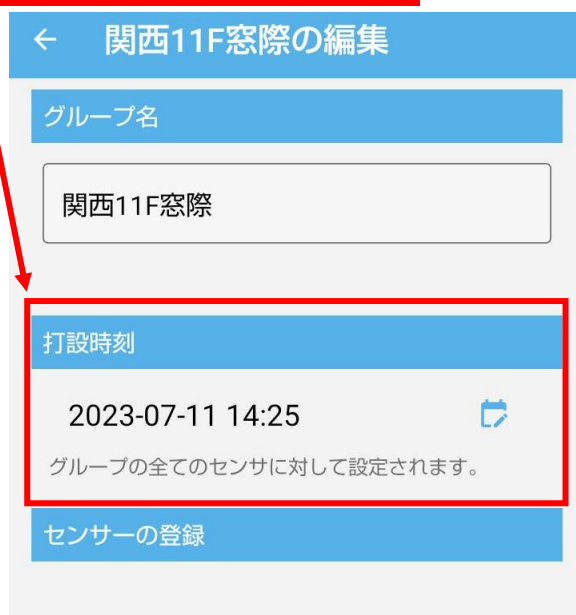 関西11F窓際の編集
グループ名
関西11F窓際
打設時刻
2023-07-11 14:25
グループの全てのセンサに対して設定されます。
センサーの登録